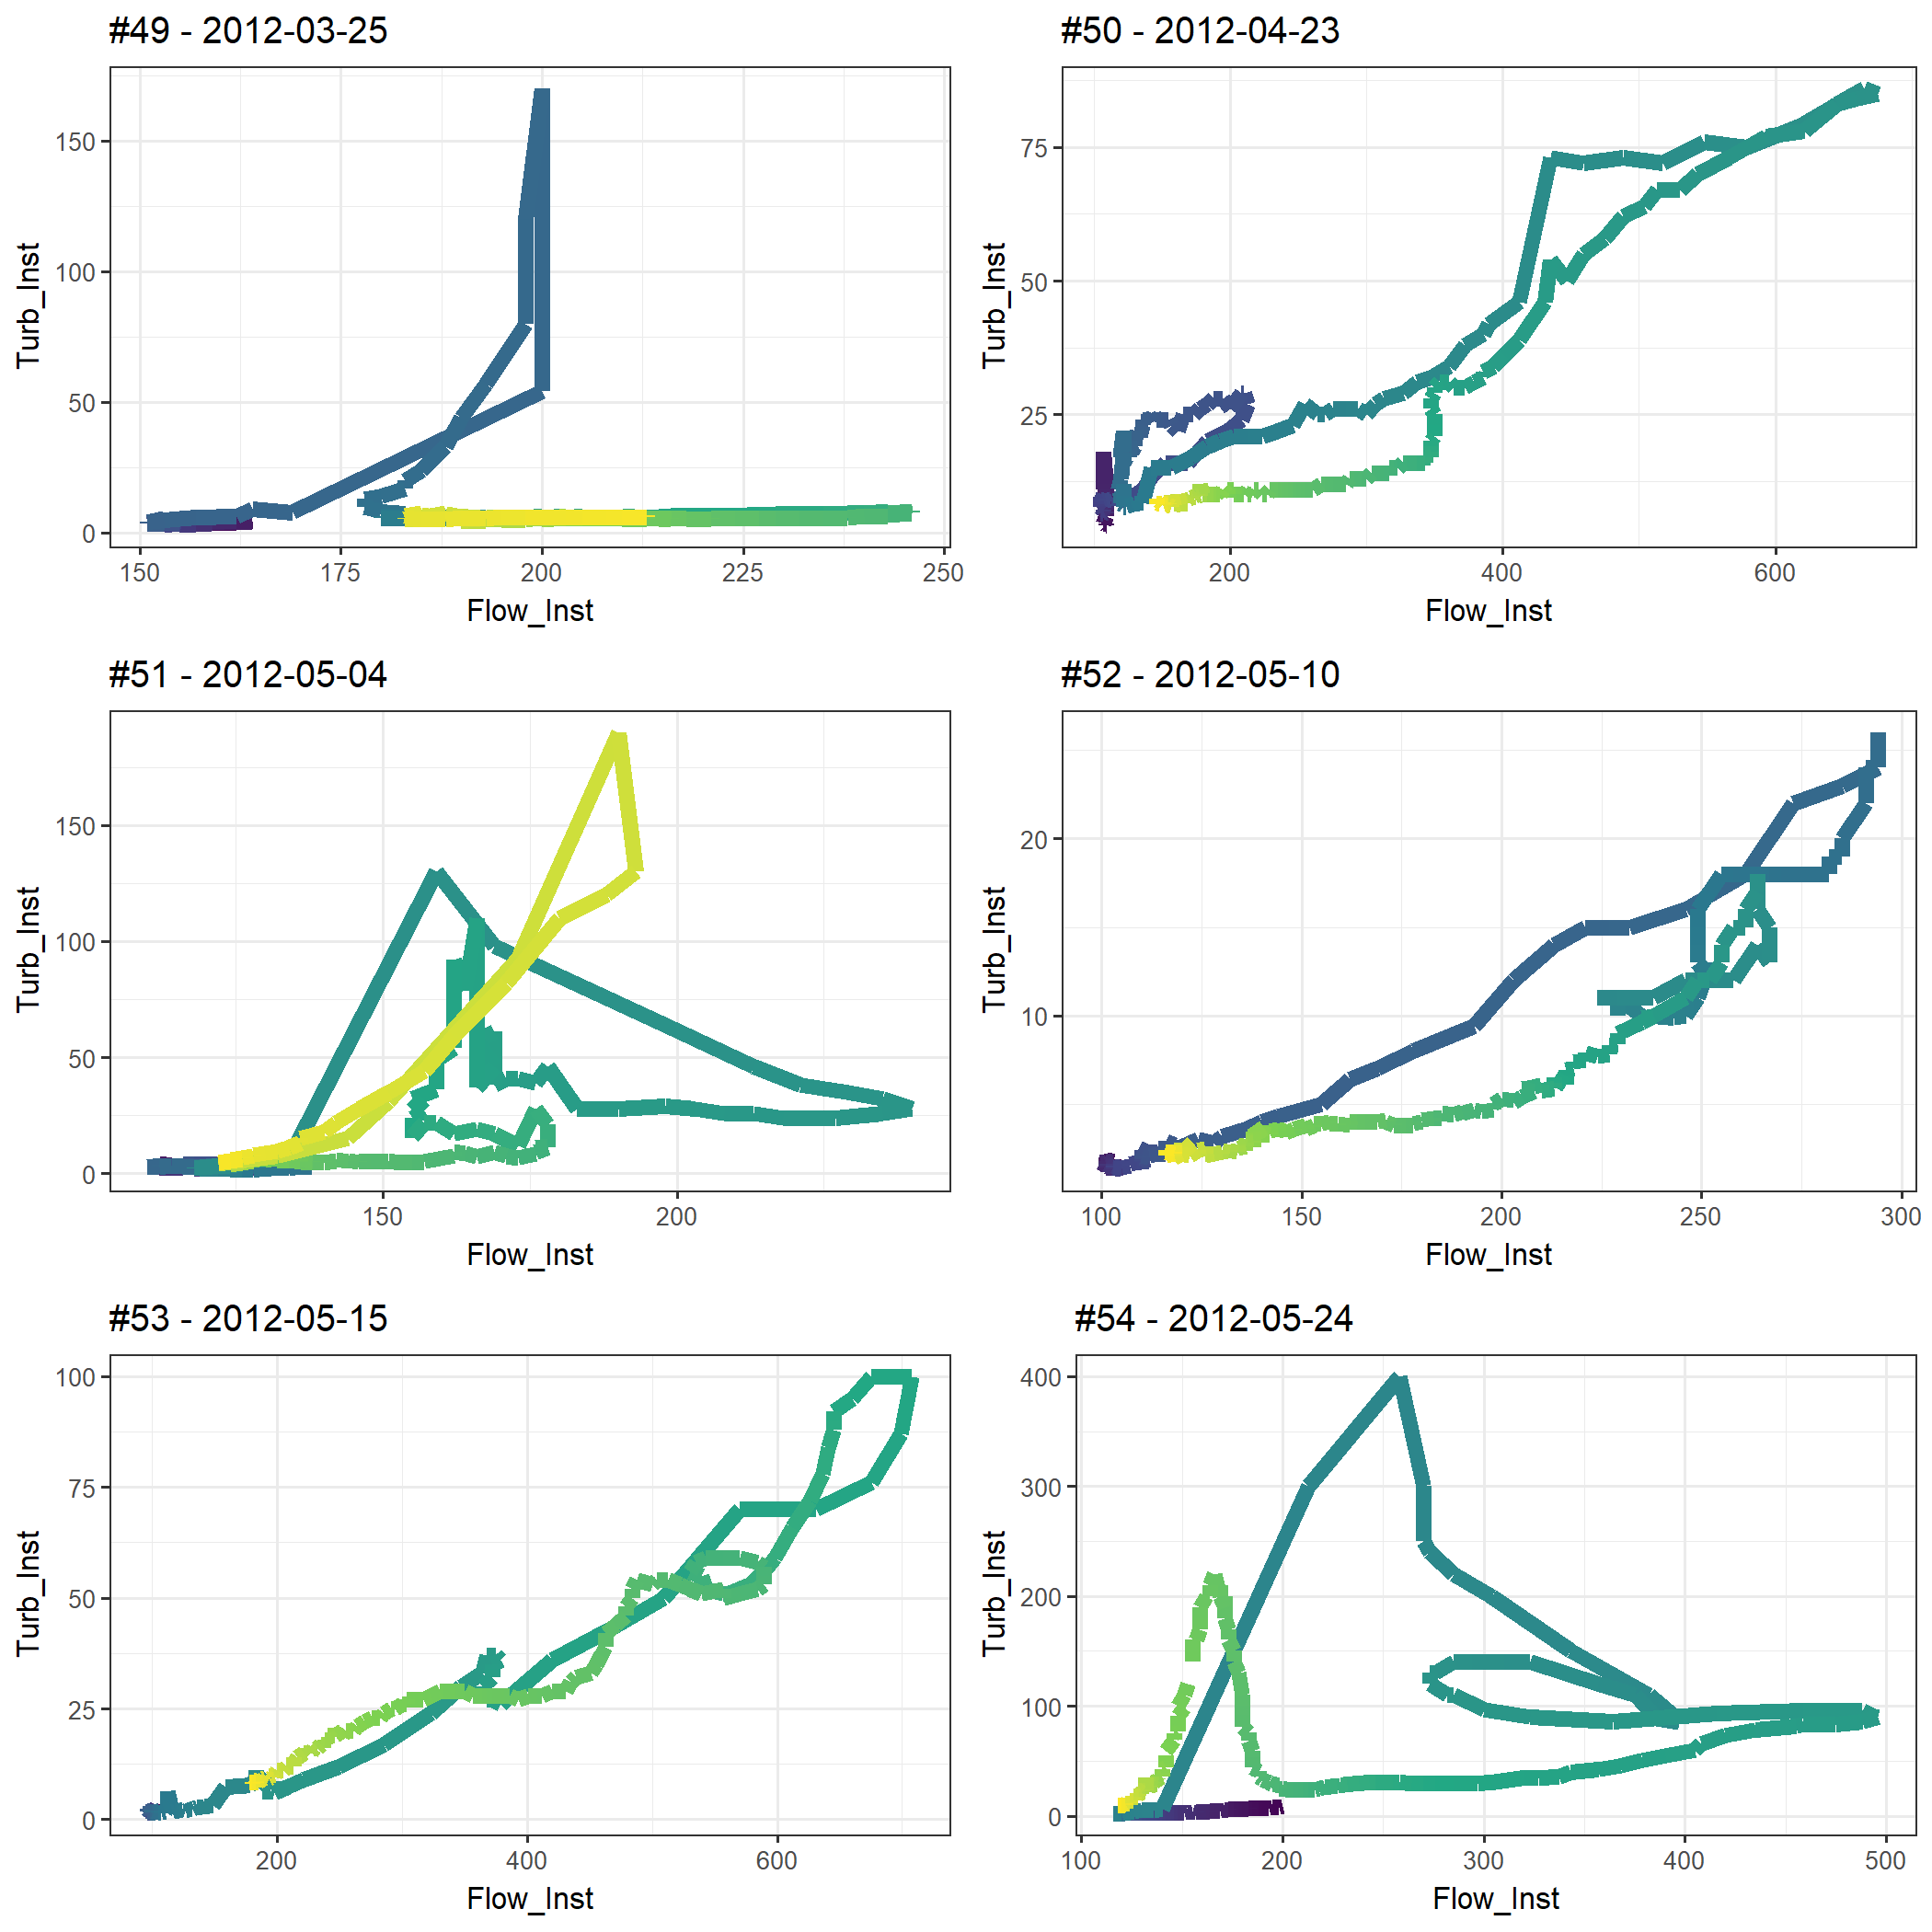 #49 - 2012-03-25
Turb_Inst
150
100
50
0
150 175 200 225 250
Flow_Inst
#50 - 2012-04-23
Turb_Inst
75
50
25
200 400 600
Flow_Inst
#51 - 2012-05-04
Turb_Inst
150
100
50
0
150 200
Flow_Inst
#52 - 2012-05-10
Turb_Inst
20
10
100 150 200 250 300
Flow_Inst
#53 - 2012-05-15
Turb_Inst
100
75
50
25
0
200 400 600
Flow_Inst
#54 - 2012-05-24
Turb_Inst
400
300
200
100
0
100 200 300 400 500
Flow_Inst